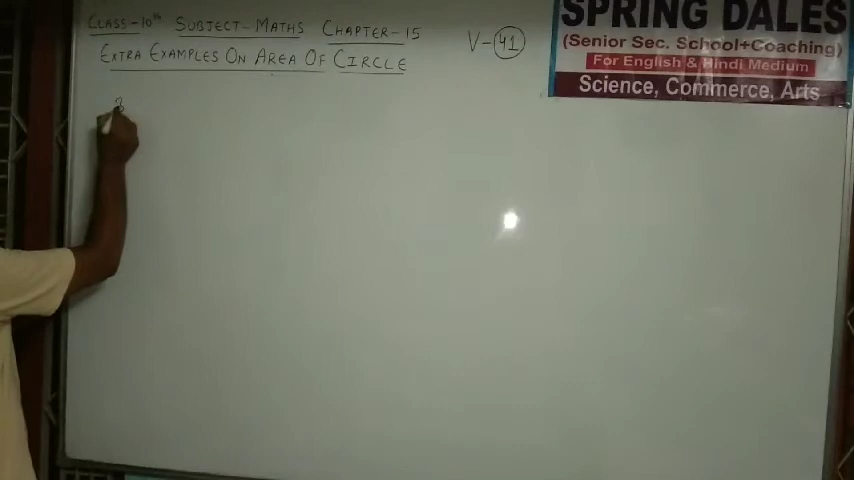 CLASS-10th SUBJECT-MATHS CHAPTER-15
EXTRA EXAMPLES ON AREA OF CIRCLE
V-41
SPRING DALES
(Senior Sec. School+Coaching)
For English & Hindi Medium
Science, Commerce, Arts